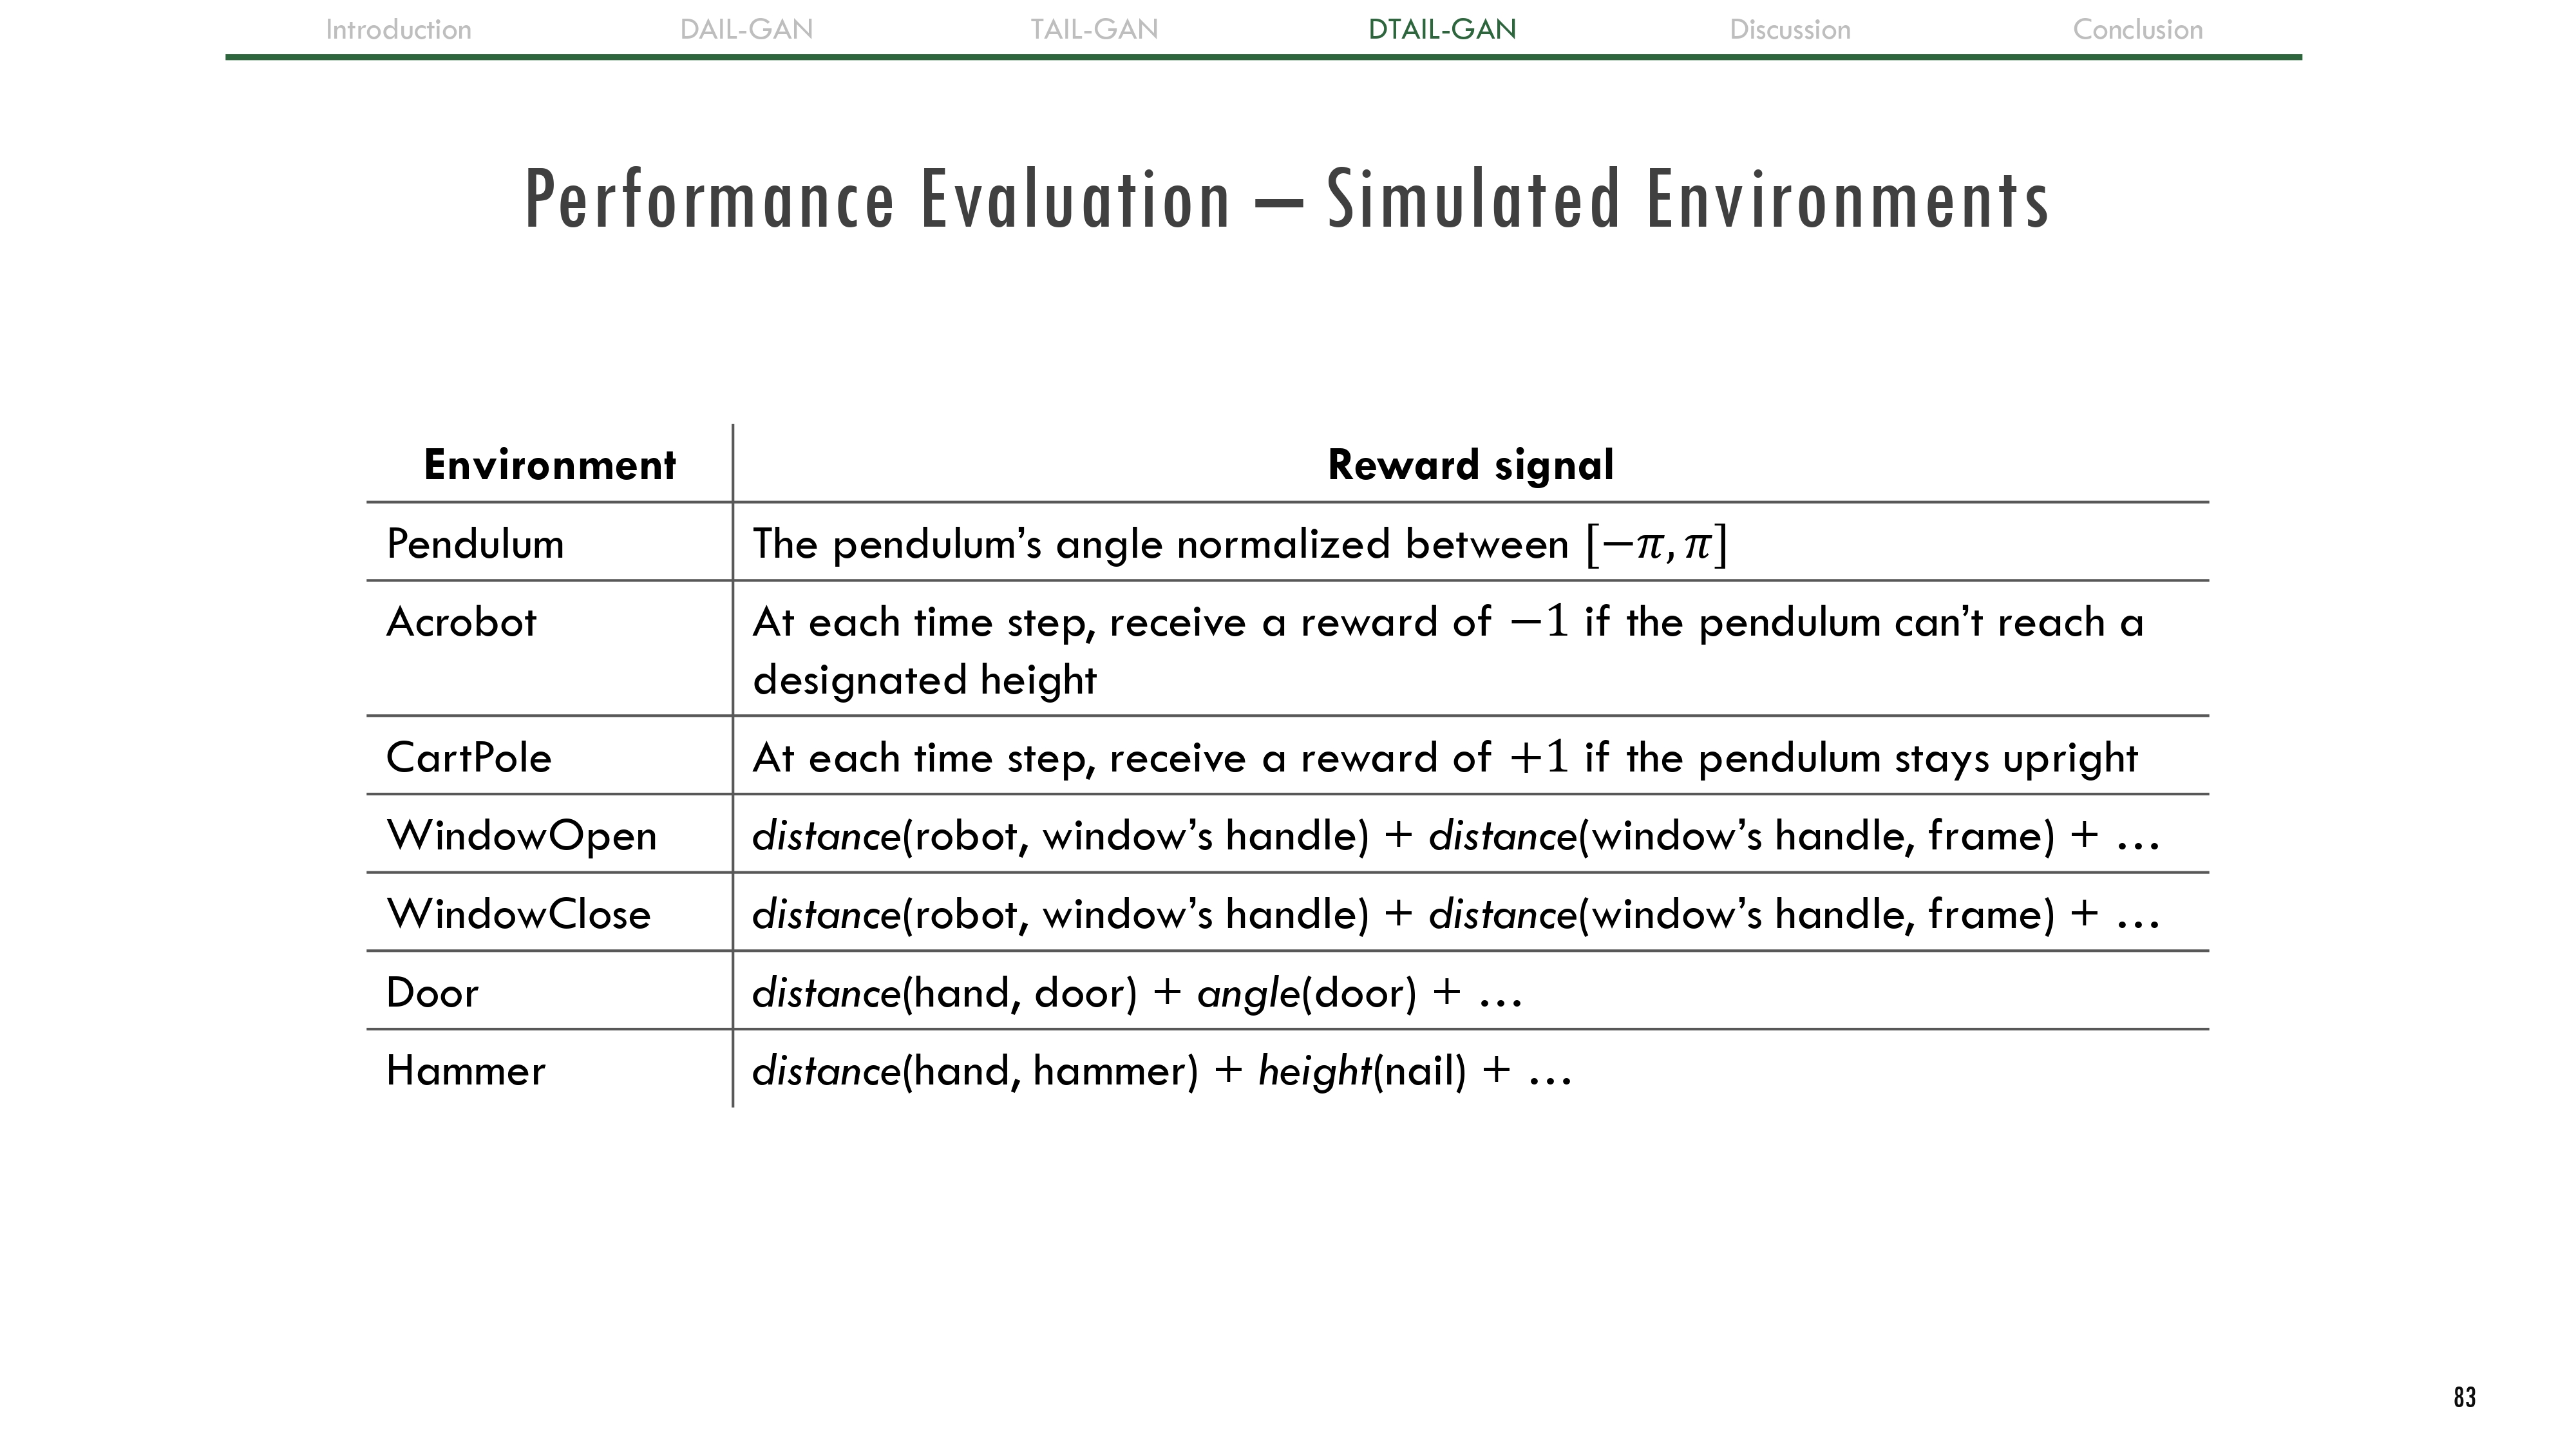 Introduction DAIL-GAN TAIL-GAN DTAIL-GAN Discussion Conclusion
Performance Evaluation – Simulated Environments
Environment Reward signal
Pendulum The pendulum’s angle normalized between [−π, π]
Acrobot At each time step, receive a reward of −1 if the pendulum can’t reach a
designated height
CartPole At each time step, receive a reward of +1 if the pendulum stays upright
WindowOpen distance(robot, window’s handle) + distance(window’s handle, frame) + …
WindowClose distance(robot, window’s handle) + distance(window’s handle, frame) + …
Door distance(hand, door) + angle(door) + …
Hammer distance(hand, hammer) + height(nail) + …
83